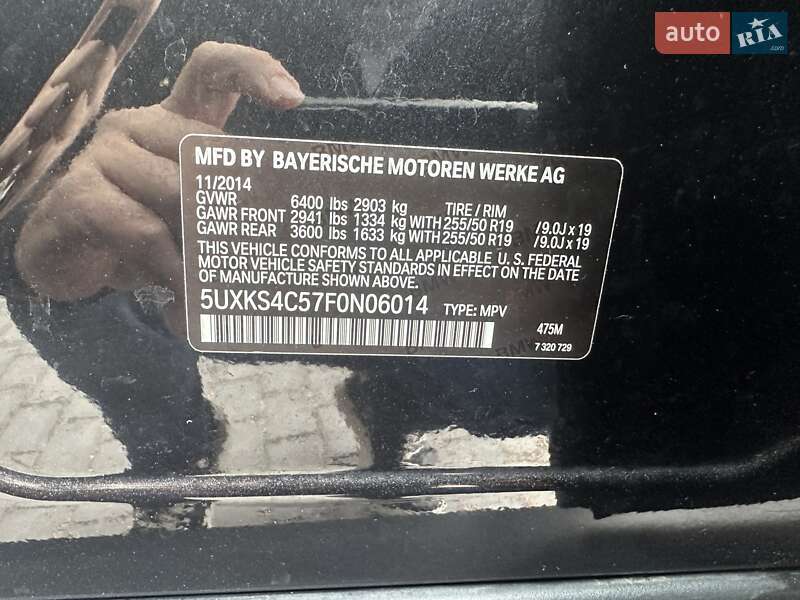 auto RIA .com
MFD BY BAYERISCHE MOTOREN WERKE AG
11/2014
GVWR 6400 lbs 2903 kg TIRE / RIM
GAWR FRONT 2941 lbs 1334 kg WITH 255/50 R19 /9.0J x 19
GAWR REAR 3600 lbs 1633 kg WITH 255/50 R19 /9.0J x 19
THIS VEHICLE CONFORMS TO ALL APPLICABLE U. S. FEDERAL
MOTOR VEHICLE SAFETY STANDARDS IN EFFECT ON THE DATE
OF MANUFACTURE SHOWN ABOVE.
5UXKS4C57F0N06014 TYPE: MPV
475M
7 320 729